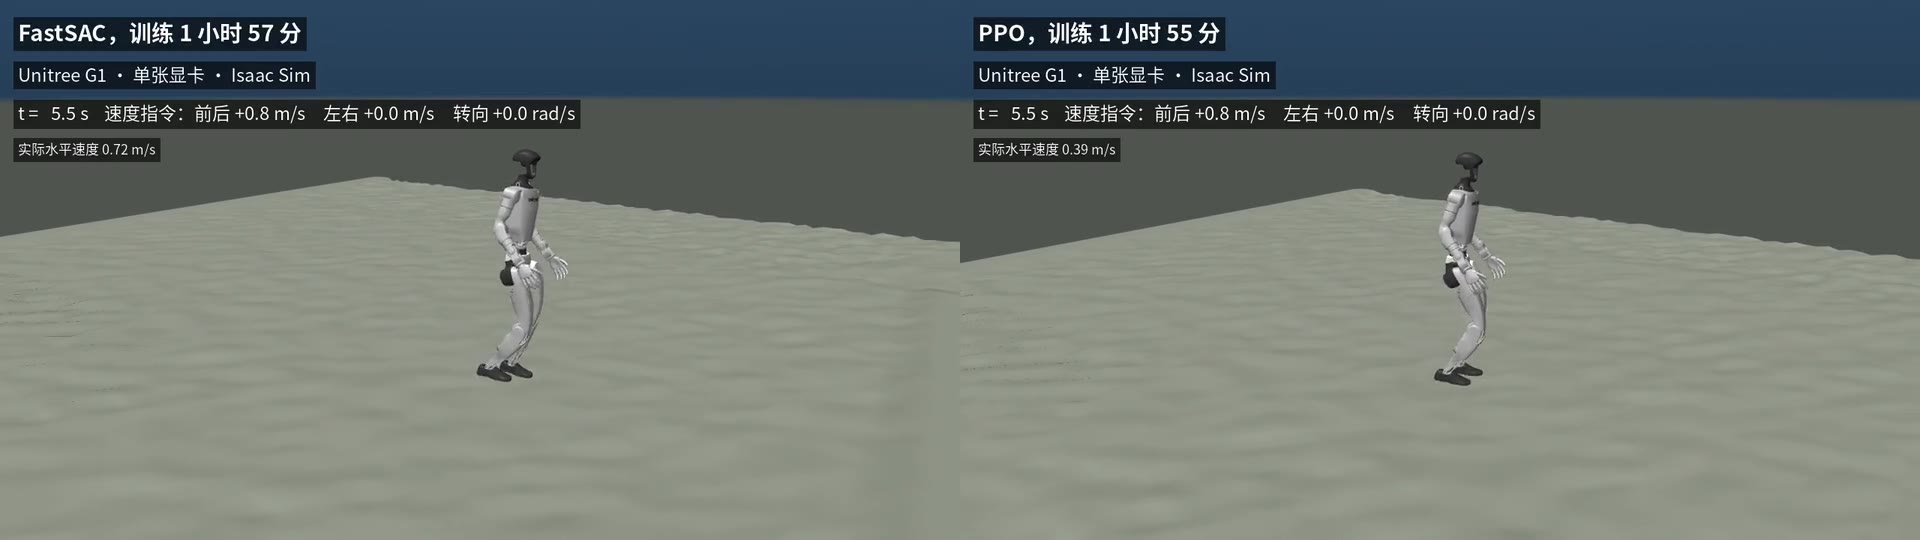 FastSAC，训练 1 小时 57 分
Unitree G1 · 单张显卡 · Isaac Sim
t = 5.5 s 速度指令：前后 +0.8 m/s 左右 +0.0 m/s 转向 +0.0 rad/s
实际水平速度 0.72 m/s
PPO，训练 1 小时 55 分
Unitree G1 · 单张显卡 · Isaac Sim
t = 5.5 s 速度指令：前后 +0.8 m/s 左右 +0.0 m/s 转向 +0.0 rad/s
实际水平速度 0.39 m/s